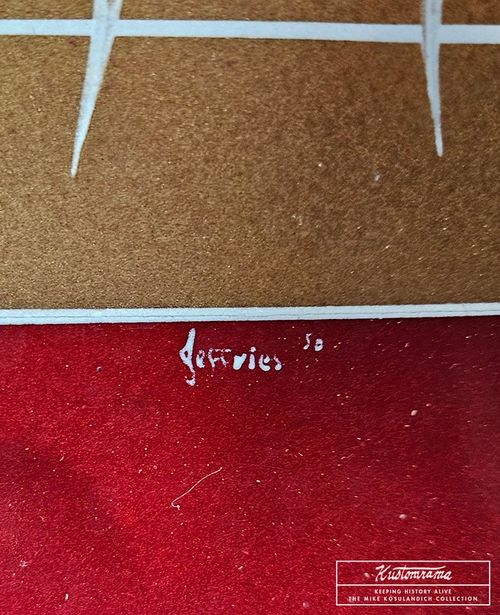 Jeffries 50
Kustomrama
KEEPING HISTORY ALIVE
THE MIKE KOSULANDICH COLLECTION